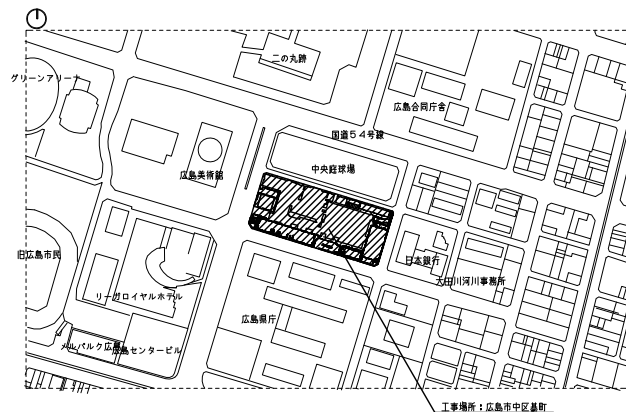 二の丸跡
グリーンアリーナ
広島合同庁舎
国道54号線
中央庭球場
広島美術館
旧広島市民
日本銀行
太田川河川事務所
リーガロイヤルホテル
広島県庁
メルパルク広島
広島センタービル
工事場所：広島市中区基町